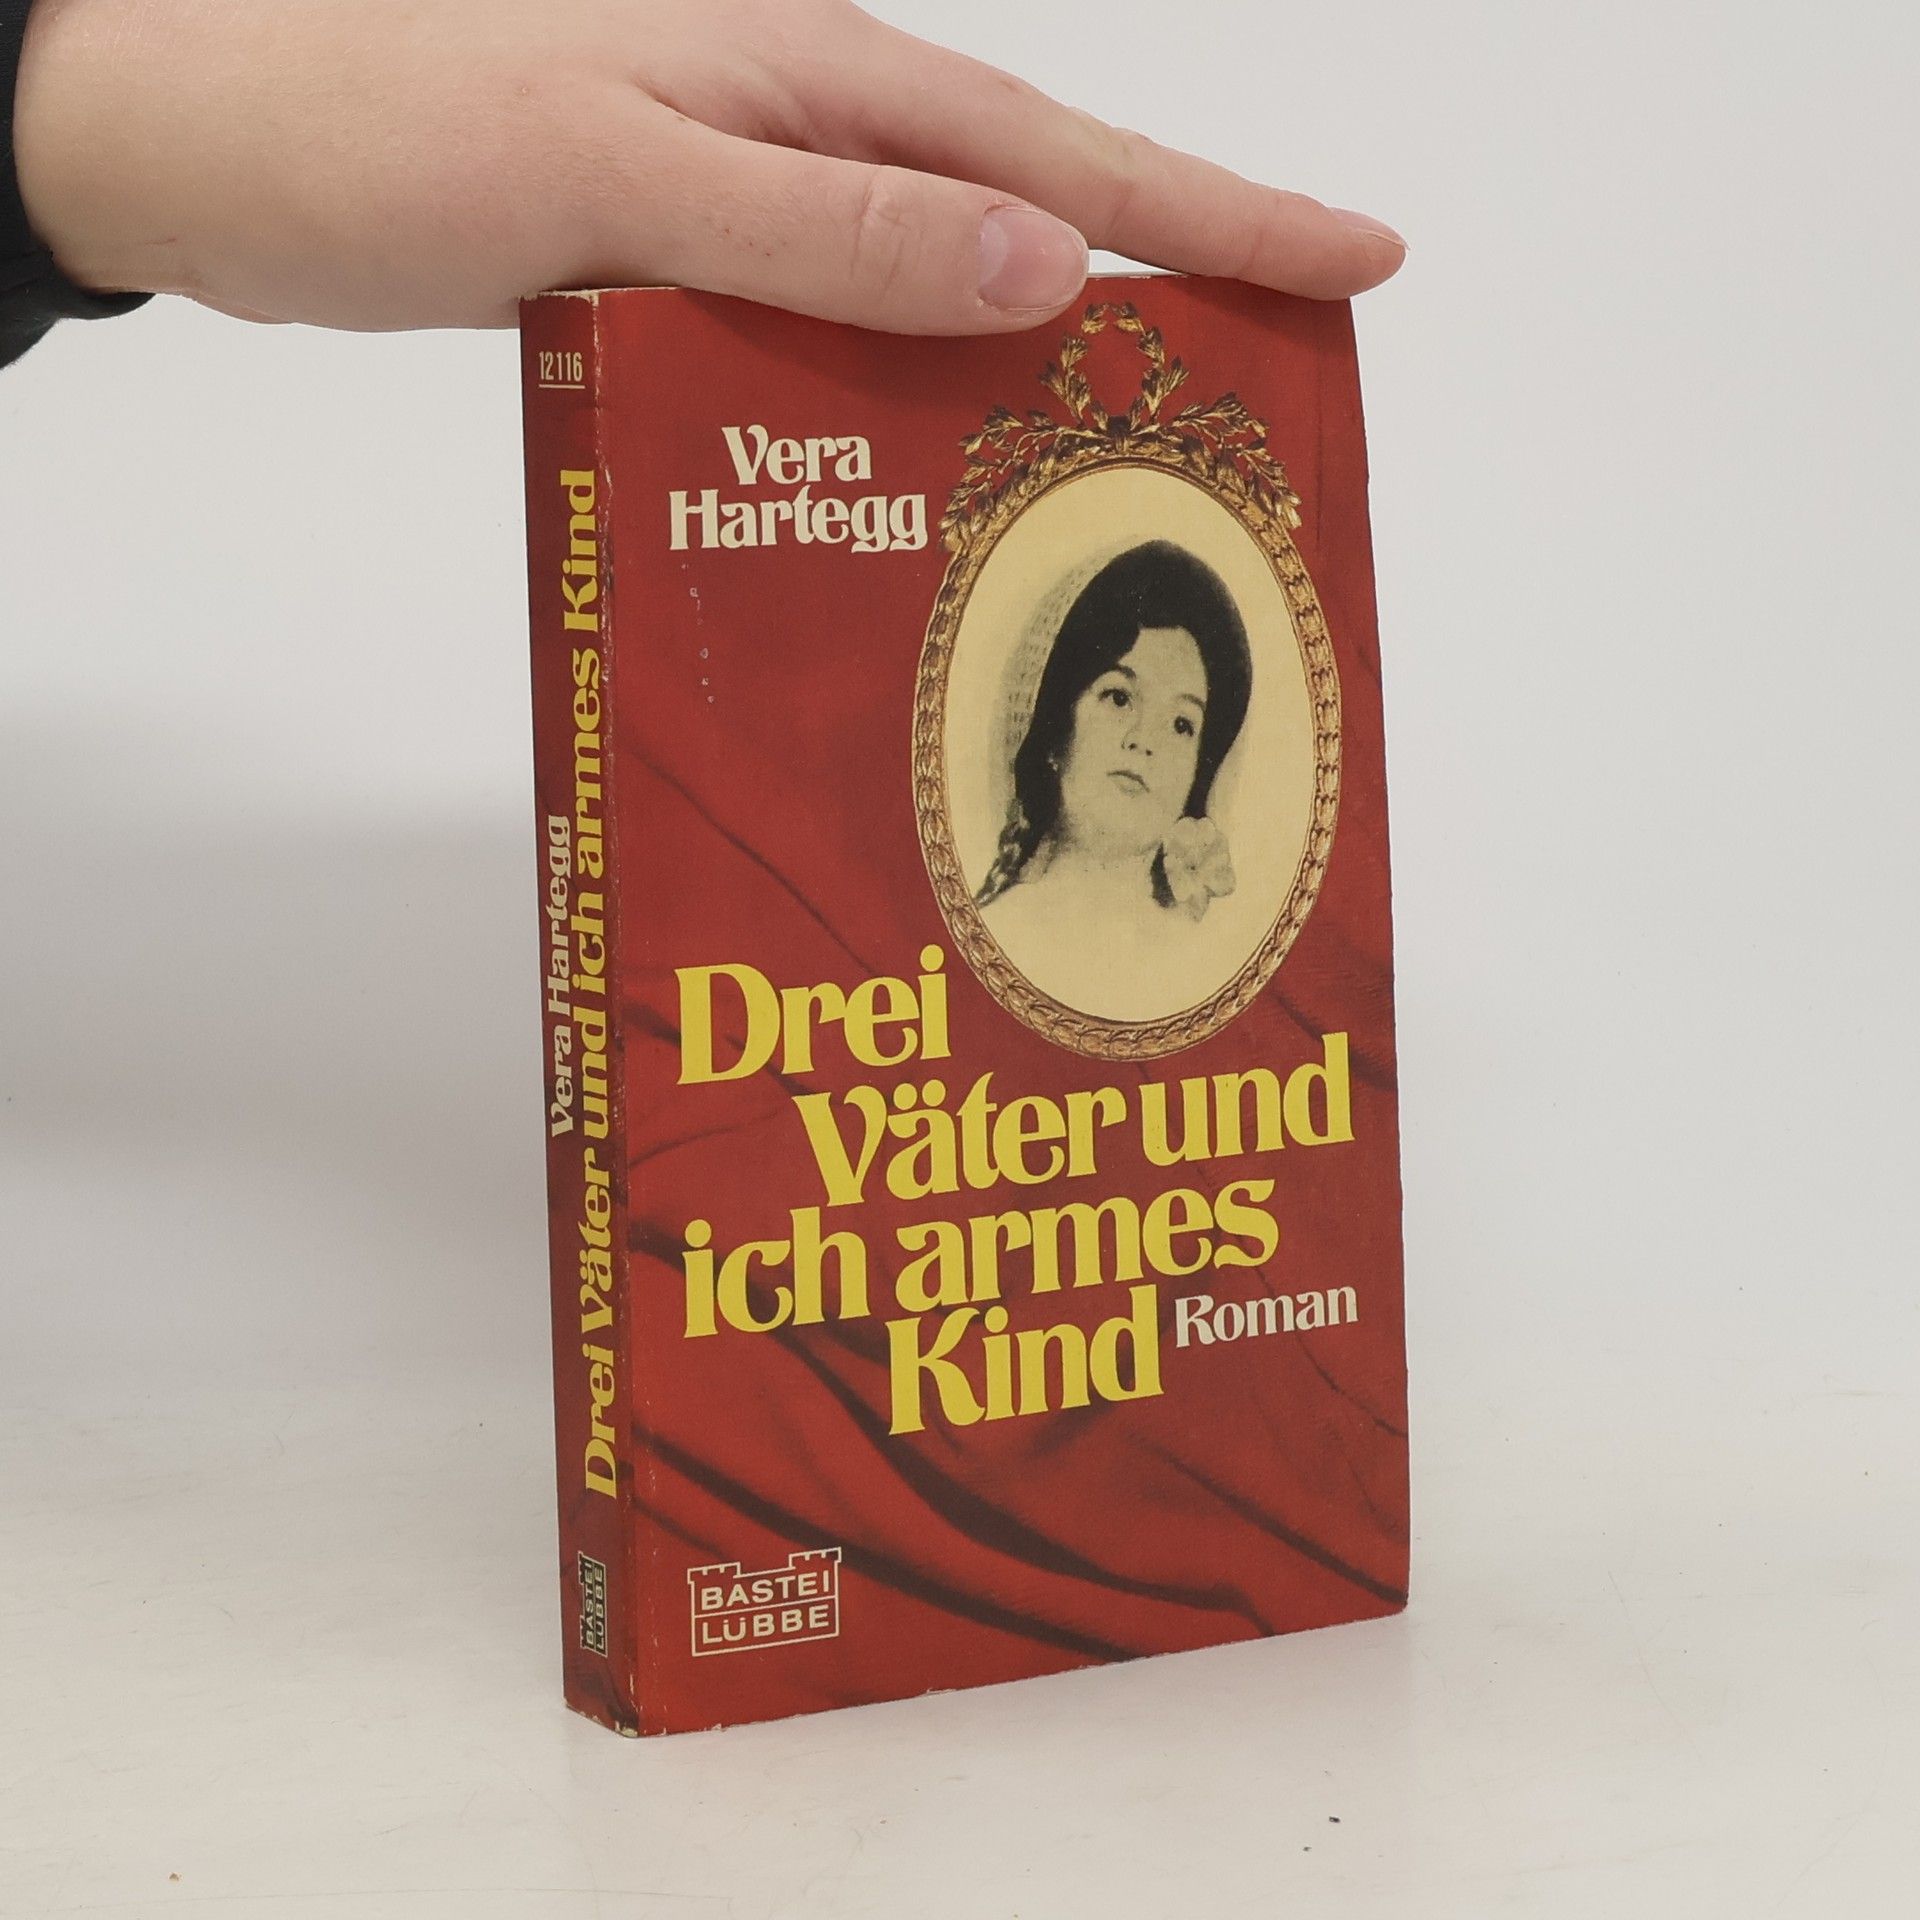 12116
Vera Hartegg
Drei Väter und ich armes Kind
BASTEI
LÜBBE
Vera
Hartegg
Drei
Väter und
ich armes
Kind Roman
BASTEI
LÜBBE